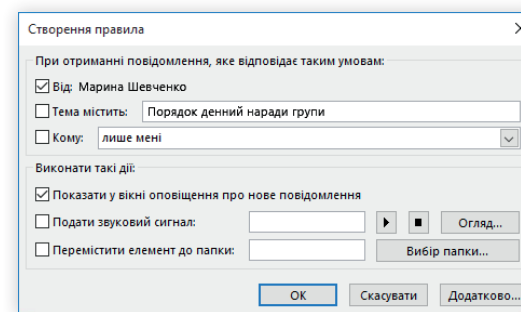 Створення правила
При отриманні повідомлення, яке відповідає таким умовам:
Від: Марина Шевченко
Тема містить: Порядок денний наради групи
Кому: лише мені
Виконати такі дії:
Показати у вікні оповіщення про нове повідомлення
Подати звуковий сигнал: Огляд...
Перемістити елемент до папки: Вибір папки...
ОК Скасувати Додатково...